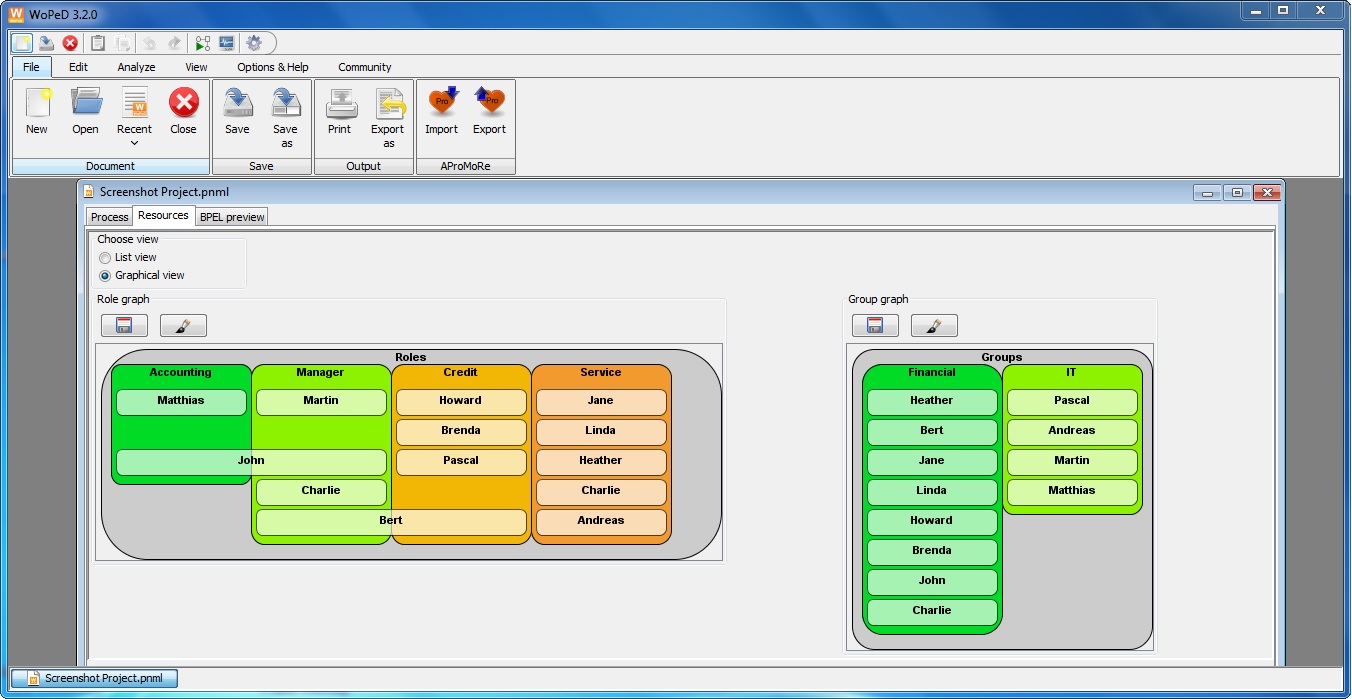 WoPeD 3.2.0
File Edit Analyze View Options & Help Community
New Open Recent Close Save Save as Print Export as Import Export
Document Save Output AProMoRe
Screenshot Project.pnml
Process Resources BPEL preview
Choose view
List view
Graphical view
Role graph
Roles
Accounting Manager Credit Service
Matthias Martin Howard Jane
Brenda Linda
John Pascal Heather
Charlie Charlie
Bert Andreas
Group graph
Groups
Financial IT
Heather Pascal
Bert Andreas
Jane Martin
Linda Matthias
Howard
Brenda
John
Charlie
Screenshot Project.pnml